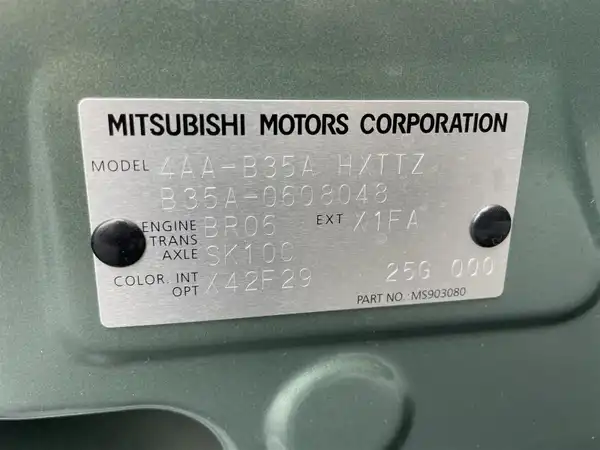 MITSUBISHI MOTORS CORPORATION
MODEL 4AA-B35A HXTTZ
B35A-0608048
ENGINE BR06 EXT X1FA
TRANS
AXLE SK10C
COLOR. INT X42F29 25G 000
OPT
PART NO.:MS903080